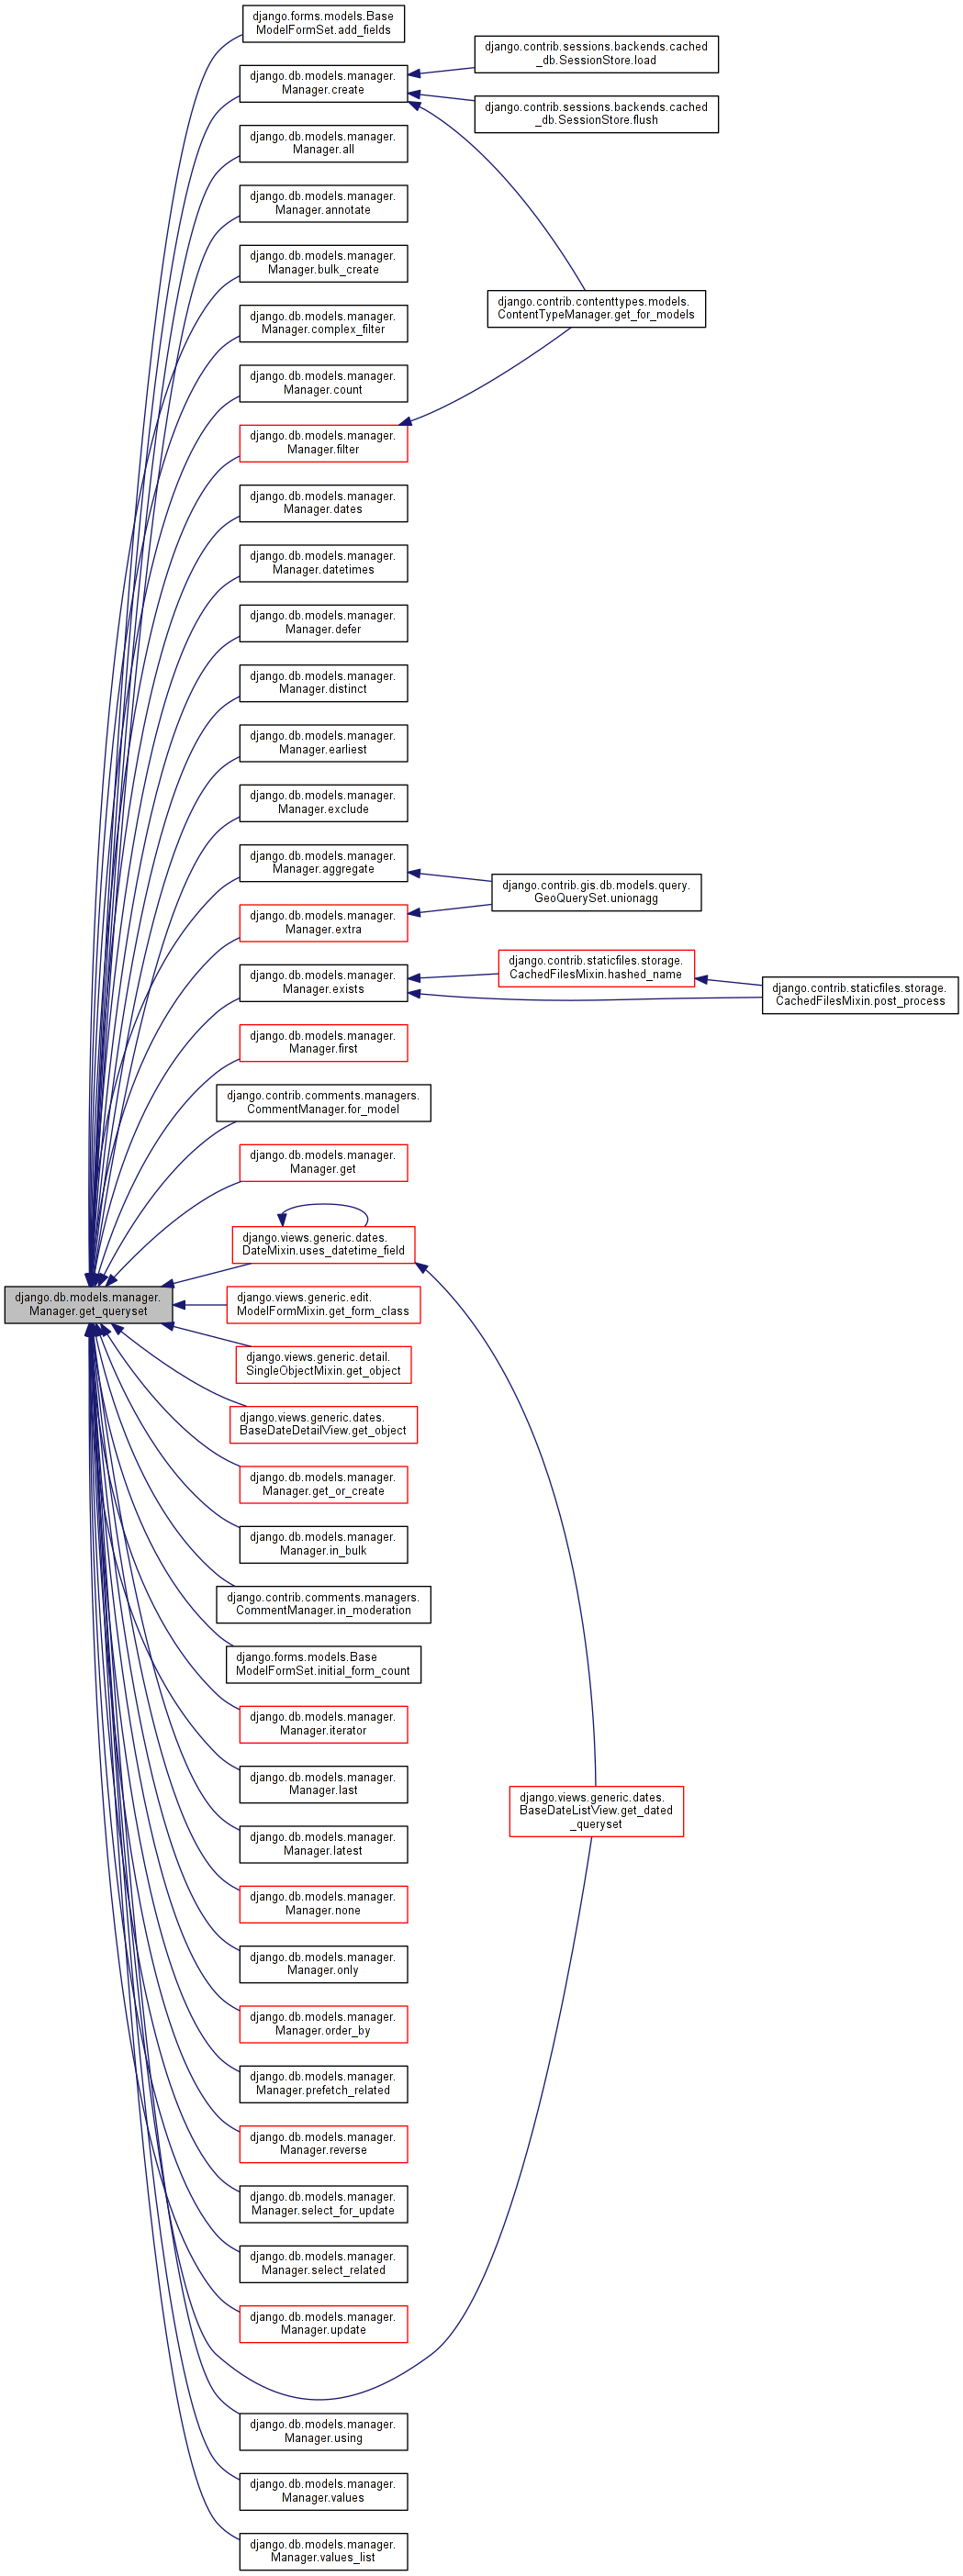 django.forms.models.Base
ModelFormSet.add_fields
django.db.models.manager.
Manager.create
django.contrib.sessions.backends.cached
_db.SessionStore.load
django.contrib.sessions.backends.cached
_db.SessionStore.flush
django.db.models.manager.
Manager.all
django.db.models.manager.
Manager.annotate
django.db.models.manager.
Manager.bulk_create
django.contrib.contenttypes.models.
ContentTypeManager.get_for_models
django.db.models.manager.
Manager.complex_filter
django.db.models.manager.
Manager.count
django.db.models.manager.
Manager.filter
django.db.models.manager.
Manager.dates
django.db.models.manager.
Manager.datetimes
django.db.models.manager.
Manager.defer
django.db.models.manager.
Manager.distinct
django.db.models.manager.
Manager.earliest
django.db.models.manager.
Manager.exclude
django.db.models.manager.
Manager.aggregate
django.contrib.gis.db.models.query.
GeoQuerySet.unionagg
django.db.models.manager.
Manager.extra
django.contrib.staticfiles.storage.
CachedFilesMixin.hashed_name
django.db.models.manager.
Manager.exists
django.contrib.staticfiles.storage.
CachedFilesMixin.post_process
django.db.models.manager.
Manager.first
django.contrib.comments.managers.
CommentManager.for_model
django.db.models.manager.
Manager.get
django.views.generic.dates.
DateMixin.uses_datetime_field
django.db.models.manager.
Manager.get_queryset
django.views.generic.edit.
ModelFormMixin.get_form_class
django.views.generic.detail.
SingleObjectMixin.get_object
django.views.generic.dates.
BaseDateDetailView.get_object
django.db.models.manager.
Manager.get_or_create
django.db.models.manager.
Manager.in_bulk
django.contrib.comments.managers.
CommentManager.in_moderation
django.forms.models.Base
ModelFormSet.initial_form_count
django.db.models.manager.
Manager.iterator
django.db.models.manager.
Manager.last
django.views.generic.dates.
BaseDateListView.get_dated
_queryset
django.db.models.manager.
Manager.latest
django.db.models.manager.
Manager.none
django.db.models.manager.
Manager.only
django.db.models.manager.
Manager.order_by
django.db.models.manager.
Manager.prefetch_related
django.db.models.manager.
Manager.reverse
django.db.models.manager.
Manager.select_for_update
django.db.models.manager.
Manager.select_related
django.db.models.manager.
Manager.update
django.db.models.manager.
Manager.using
django.db.models.manager.
Manager.values
django.db.models.manager.
Manager.values_list